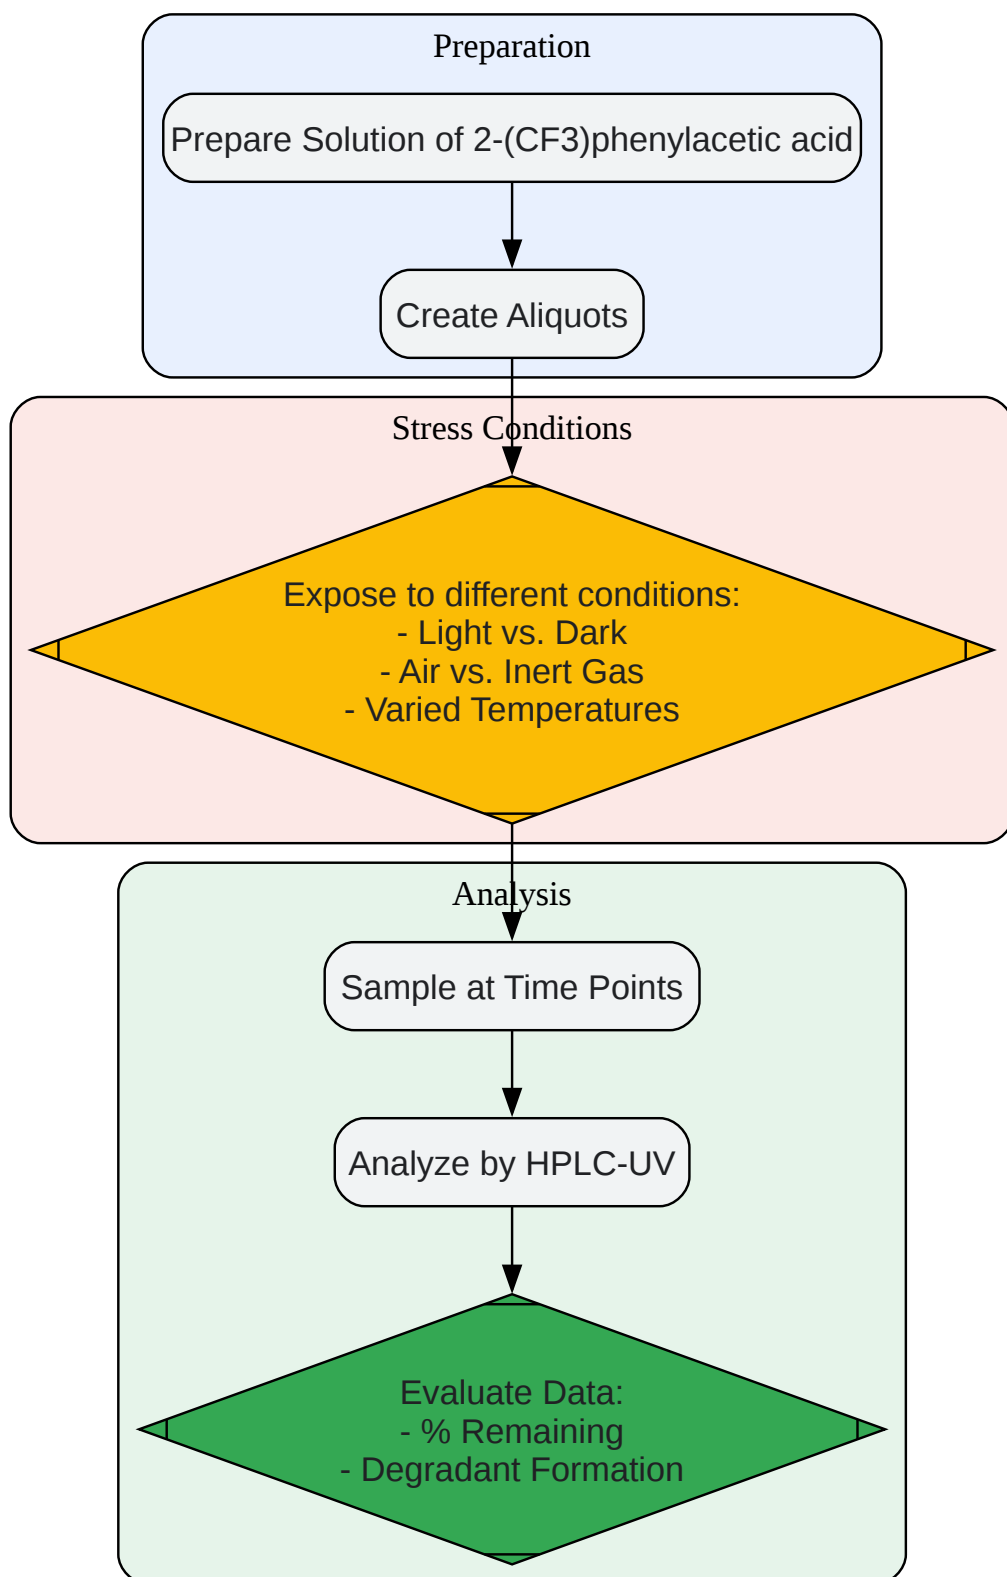 Preparation
Prepare Solution of 2-(CF3)phenylacetic acid
Create Aliquots
Stress Conditions
Expose to different conditions:
- Light vs. Dark
- Air vs. Inert Gas
- Varied Temperatures
Analysis
Sample at Time Points
Analyze by HPLC-UV
Evaluate Data:
- % Remaining
- Degradant Formation